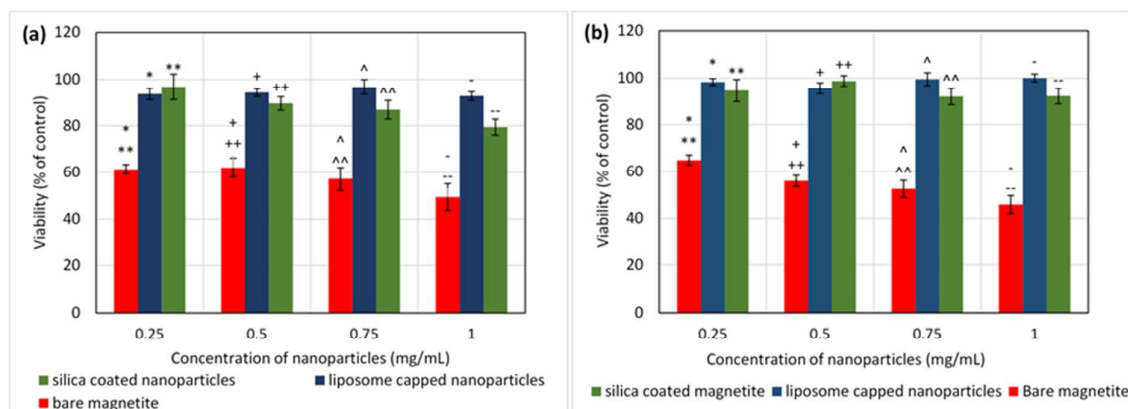 (a)
120
100
80
60
40
20
0
Viability (% of control)
* ** + ++ ^ ^^ - --
* + ^ -
** ++ ^^ --
0.25 0.5 0.75 1
Concentration of nanoparticles (mg/mL)
silica coated nanoparticles liposome capped nanoparticles
bare magnetite
(b)
120
100
80
60
40
20
0
Viability (% of control)
* ** + ++ ^ ^^ - --
* + ^ -
** ++ ^^ --
0.25 0.5 0.75 1
Concentration of nanoparticles (mg/mL)
silica coated magnetite liposome capped nanoparticles Bare magnetite